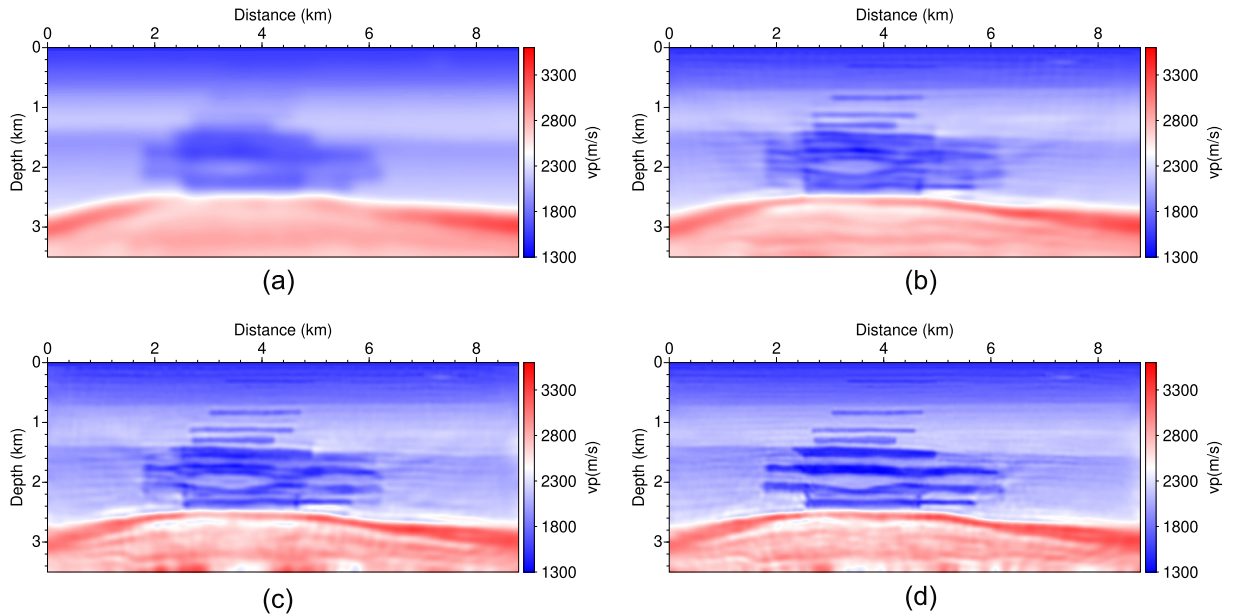 Distance (km)
0 2 4 6 8
0
1
2
3
Depth (km)
3300
2800
2300
1800
1300
vp(m/s)
(a)
Distance (km)
0 2 4 6 8
0
1
2
3
Depth (km)
3300
2800
2300
1800
1300
vp(m/s)
(b)
Distance (km)
0 2 4 6 8
0
1
2
3
Depth (km)
3300
2800
2300
1800
1300
vp(m/s)
(c)
Distance (km)
0 2 4 6 8
0
1
2
3
Depth (km)
3300
2800
2300
1800
1300
vp(m/s)
(d)